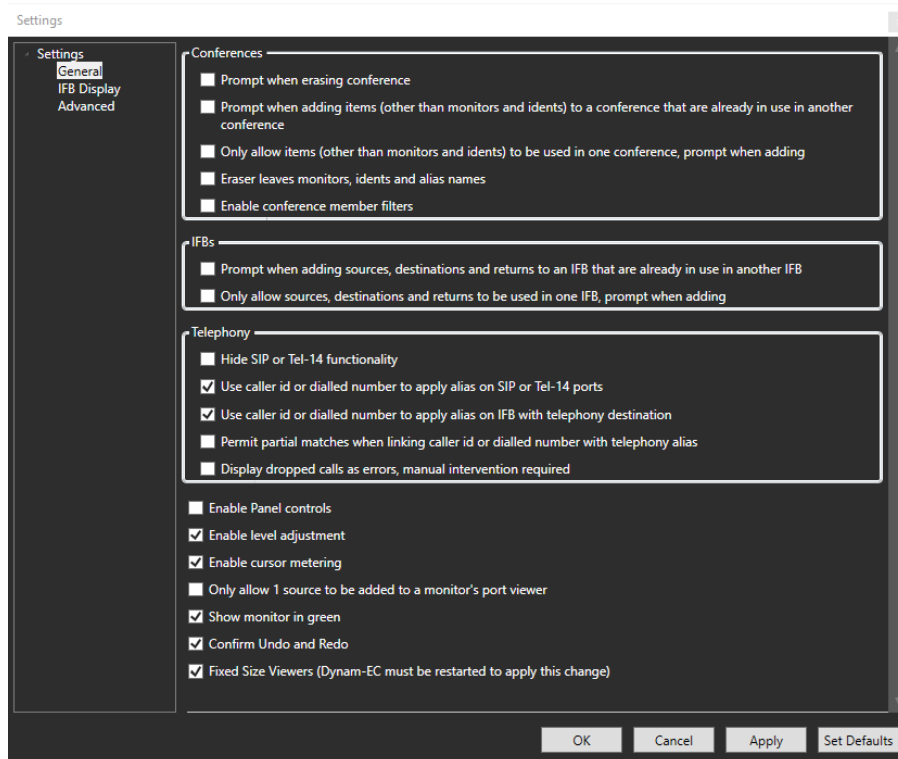 Settings
Settings
General
IFB Display
Advanced
Conferences
Prompt when erasing conference
Prompt when adding items (other than monitors and idents) to a conference that are already in use in another
conference
Only allow items (other than monitors and idents) to be used in one conference, prompt when adding
Eraser leaves monitors, idents and alias names
Enable conference member filters
IFBs
Prompt when adding sources, destinations and returns to an IFB that are already in use in another IFB
Only allow sources, destinations and returns to be used in one IFB, prompt when adding
Telephony
Hide SIP or Tel-14 functionality
Use caller id or dialled number to apply alias on SIP or Tel-14 ports
Use caller id or dialled number to apply alias on IFB with telephony destination
Permit partial matches when linking caller id or dialled number with telephony alias
Display dropped calls as errors, manual intervention required
Enable Panel controls
Enable level adjustment
Enable cursor metering
Only allow 1 source to be added to a monitor's port viewer
Show monitor in green
Confirm Undo and Redo
Fixed Size Viewers (Dynam-EC must be restarted to apply this change)
OK Cancel Apply Set Defaults